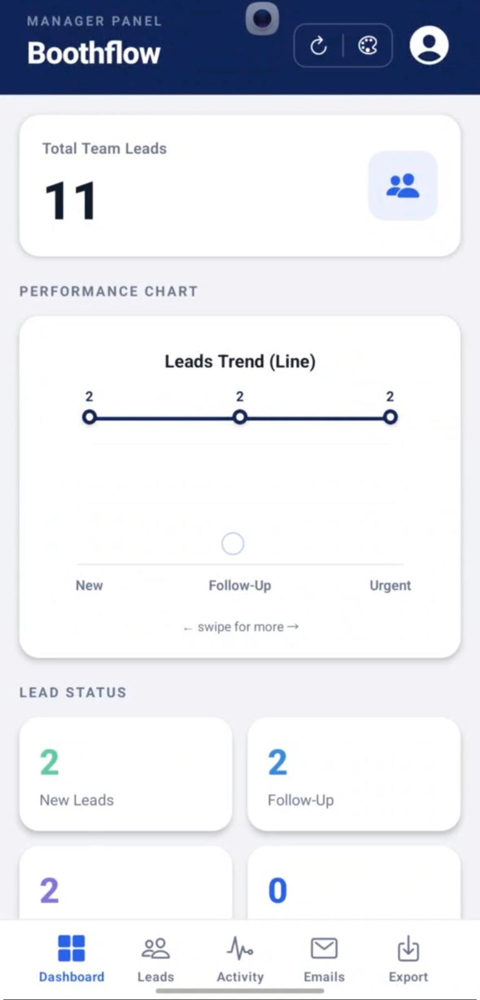 MANAGER PANEL
Boothflow
Total Team Leads
11
PERFORMANCE CHART
Leads Trend (Line)
2 2 2
New Follow-Up Urgent
← swipe for more →
LEAD STATUS
2 2
New Leads Follow-Up
2 0
Dashboard Leads Activity Emails Export